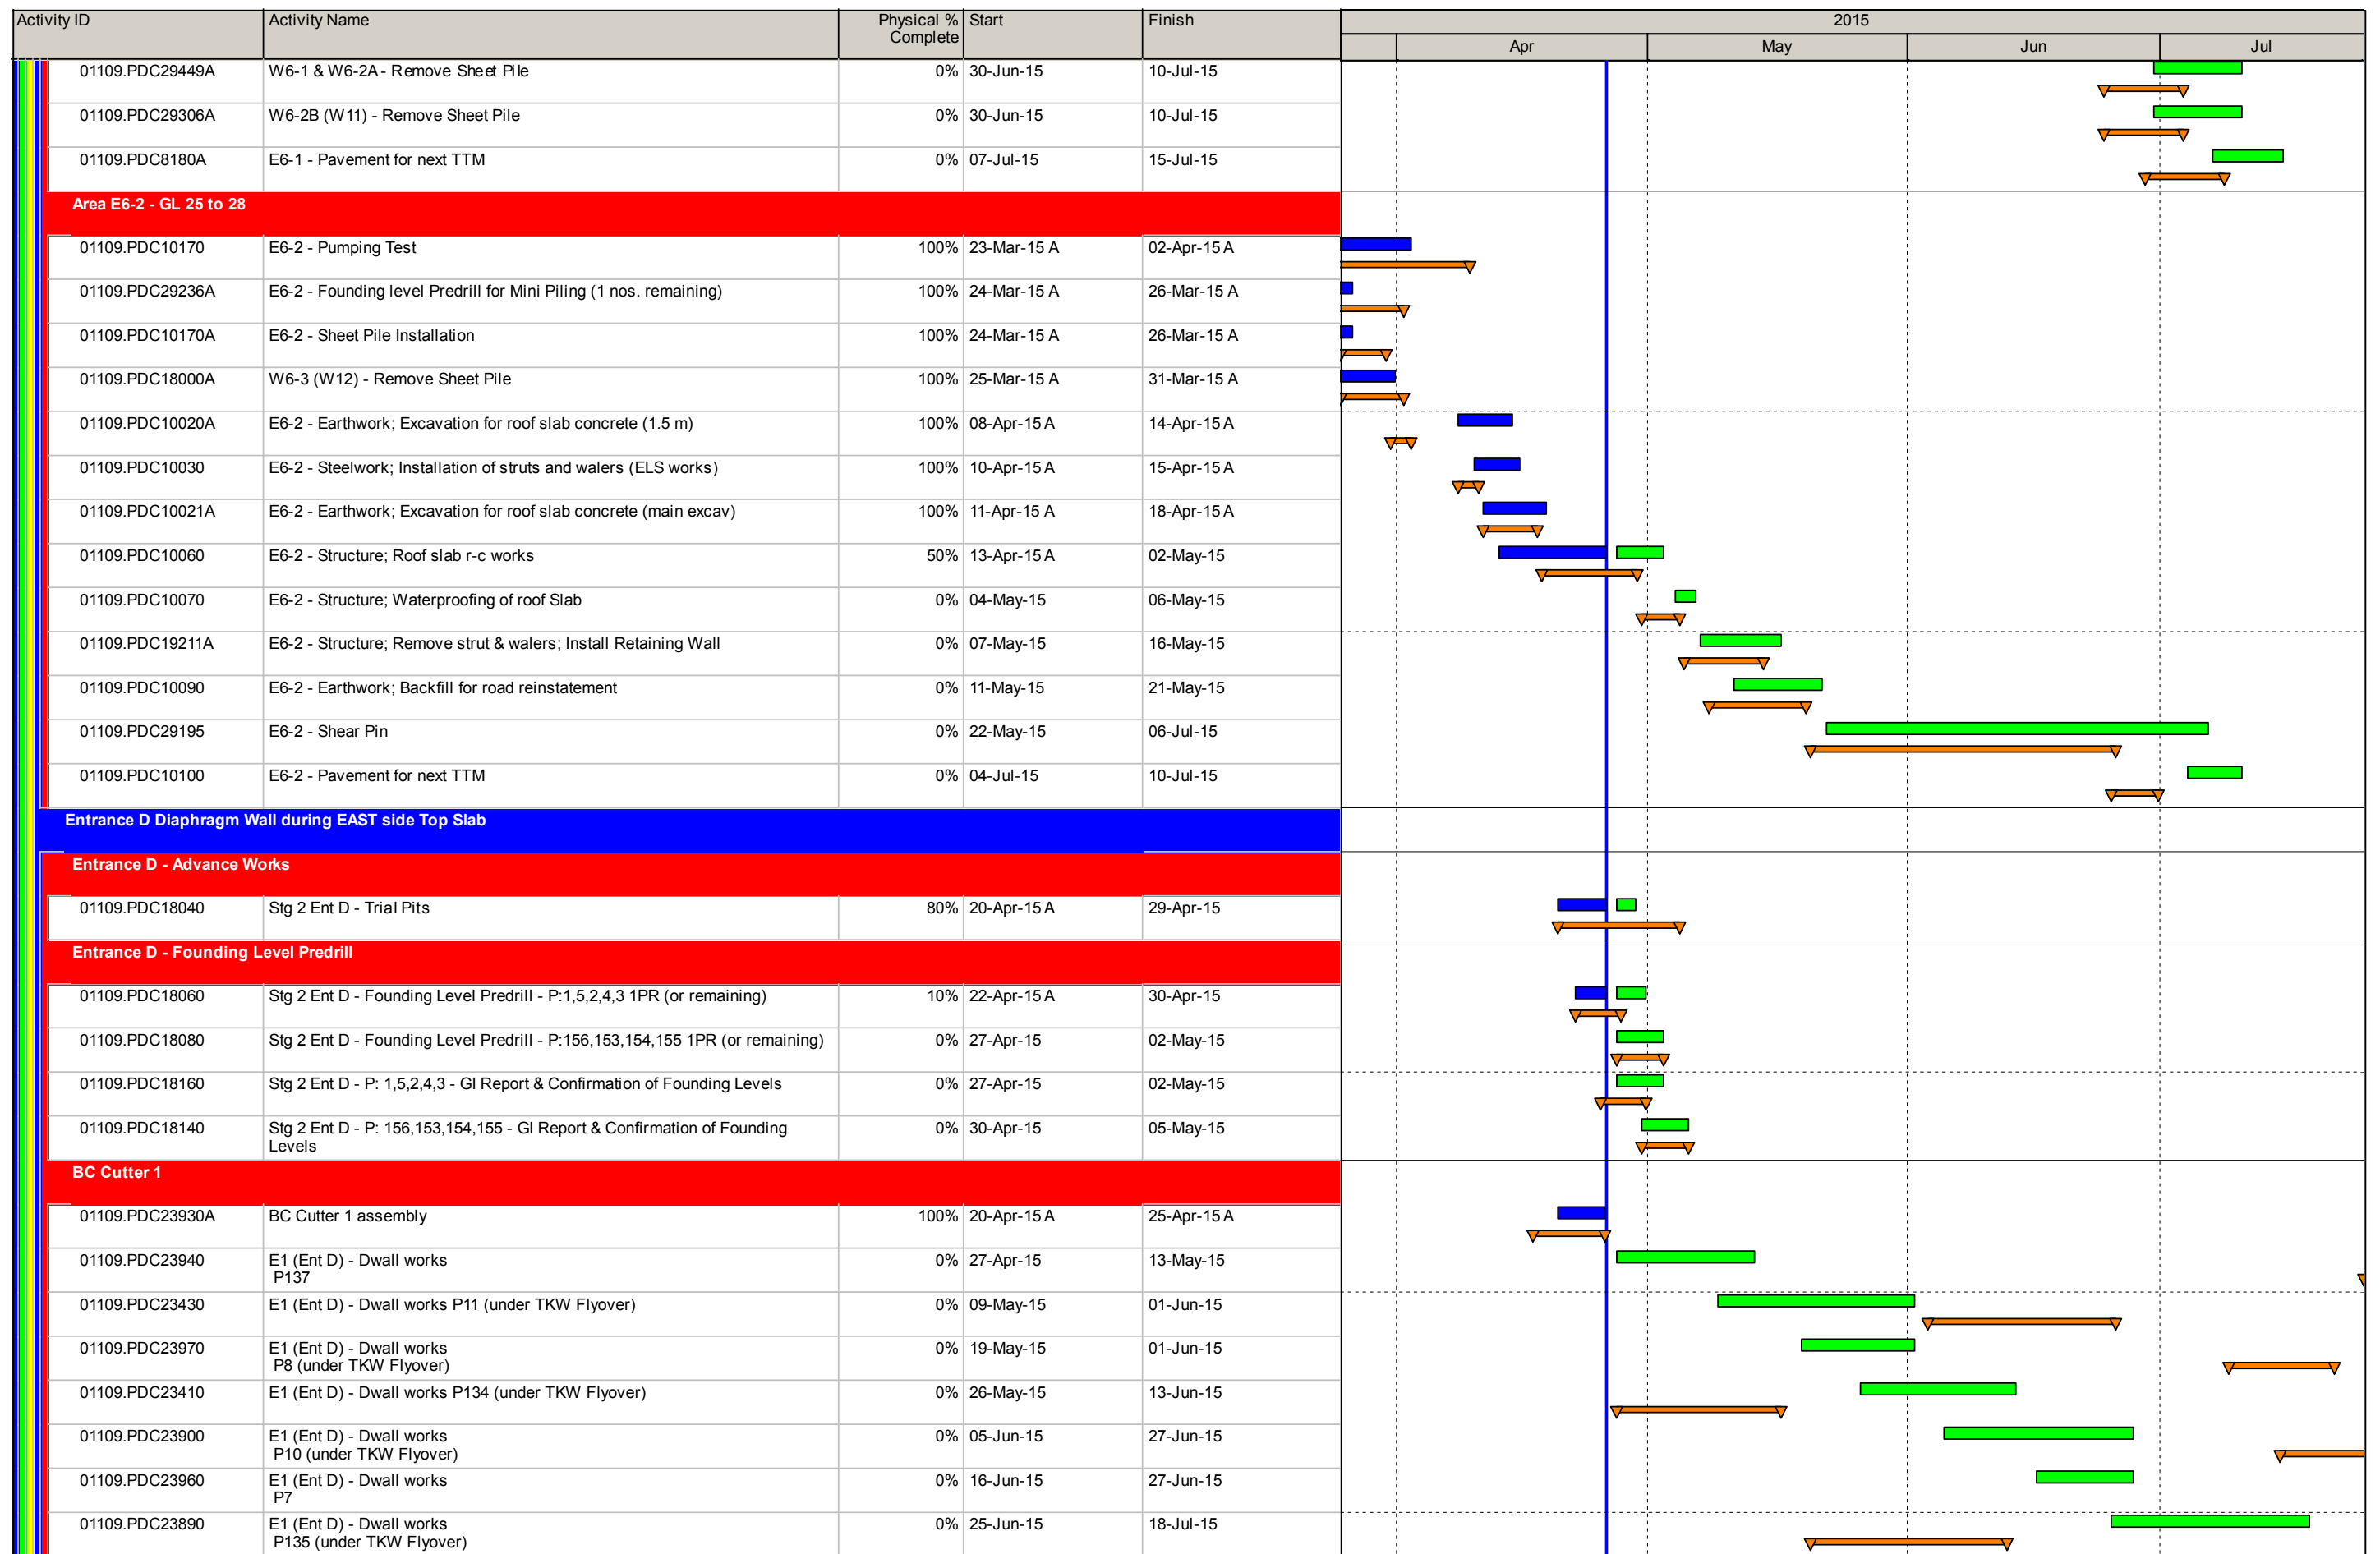 Activity ID Activity Name Physical % Start Finish 2015
Complete Apr May Jun Jul
01109.PDC29449A W6-1 & W6-2A - Remove Sheet Pile 0% 30-Jun-15 10-Jul-15
01109.PDC29306A W6-2B (W11) - Remove Sheet Pile 0% 30-Jun-15 10-Jul-15
01109.PDC8180A E6-1 - Pavement for next TTM 0% 07-Jul-15 15-Jul-15
Area E6-2 - GL 25 to 28
01109.PDC10170 E6-2 - Pumping Test 100% 23-Mar-15 A 02-Apr-15 A
01109.PDC29236A E6-2 - Founding level Predrill for Mini Piling (1 nos. remaining) 100% 24-Mar-15 A 26-Mar-15 A
01109.PDC10170A E6-2 - Sheet Pile Installation 100% 24-Mar-15 A 26-Mar-15 A
01109.PDC18000A W6-3 (W12) - Remove Sheet Pile 100% 25-Mar-15 A 31-Mar-15 A
01109.PDC10020A E6-2 - Earthwork; Excavation for roof slab concrete (1.5 m) 100% 08-Apr-15 A 14-Apr-15 A
01109.PDC10030 E6-2 - Steelwork; Installation of struts and walers (ELS works) 100% 10-Apr-15 A 15-Apr-15 A
01109.PDC10021A E6-2 - Earthwork; Excavation for roof slab concrete (main excav) 100% 11-Apr-15 A 18-Apr-15 A
01109.PDC10060 E6-2 - Structure; Roof slab r-c works 50% 13-Apr-15 A 02-May-15
01109.PDC10070 E6-2 - Structure; Waterproofing of roof Slab 0% 04-May-15 06-May-15
01109.PDC19211A E6-2 - Structure; Remove strut & walers; Install Retaining Wall 0% 07-May-15 16-May-15
01109.PDC10090 E6-2 - Earthwork; Backfill for road reinstatement 0% 11-May-15 21-May-15
01109.PDC29195 E6-2 - Shear Pin 0% 22-May-15 06-Jul-15
01109.PDC10100 E6-2 - Pavement for next TTM 0% 04-Jul-15 10-Jul-15
Entrance D Diaphragm Wall during EAST side Top Slab
Entrance D - Advance Works
01109.PDC18040 Stg 2 Ent D - Trial Pits 80% 20-Apr-15 A 29-Apr-15
Entrance D - Founding Level Predrill
01109.PDC18060 Stg 2 Ent D - Founding Level Predrill - P:1,5,2,4,3 1PR (or remaining) 10% 22-Apr-15 A 30-Apr-15
01109.PDC18080 Stg 2 Ent D - Founding Level Predrill - P:156,153,154,155 1PR (or remaining) 0% 27-Apr-15 02-May-15
01109.PDC18160 Stg 2 Ent D - P: 1,5,2,4,3 - GI Report & Confirmation of Founding Levels 0% 27-Apr-15 02-May-15
01109.PDC18140 Stg 2 Ent D - P: 156,153,154,155 - GI Report & Confirmation of Founding 0% 30-Apr-15 05-May-15
Levels
BC Cutter 1
01109.PDC23930A BC Cutter 1 assembly 100% 20-Apr-15 A 25-Apr-15 A
01109.PDC23940 E1 (Ent D) - Dwall works 0% 27-Apr-15 13-May-15
P137
01109.PDC23430 E1 (Ent D) - Dwall works P11 (under TKW Flyover) 0% 09-May-15 01-Jun-15
01109.PDC23970 E1 (Ent D) - Dwall works 0% 19-May-15 01-Jun-15
P8 (under TKW Flyover)
01109.PDC23410 E1 (Ent D) - Dwall works P134 (under TKW Flyover) 0% 26-May-15 13-Jun-15
01109.PDC23900 E1 (Ent D) - Dwall works 0% 05-Jun-15 27-Jun-15
P10 (under TKW Flyover)
01109.PDC23960 E1 (Ent D) - Dwall works 0% 16-Jun-15 27-Jun-15
P7
01109.PDC23890 E1 (Ent D) - Dwall works 0% 25-Jun-15 18-Jul-15
P135 (under TKW Flyover)